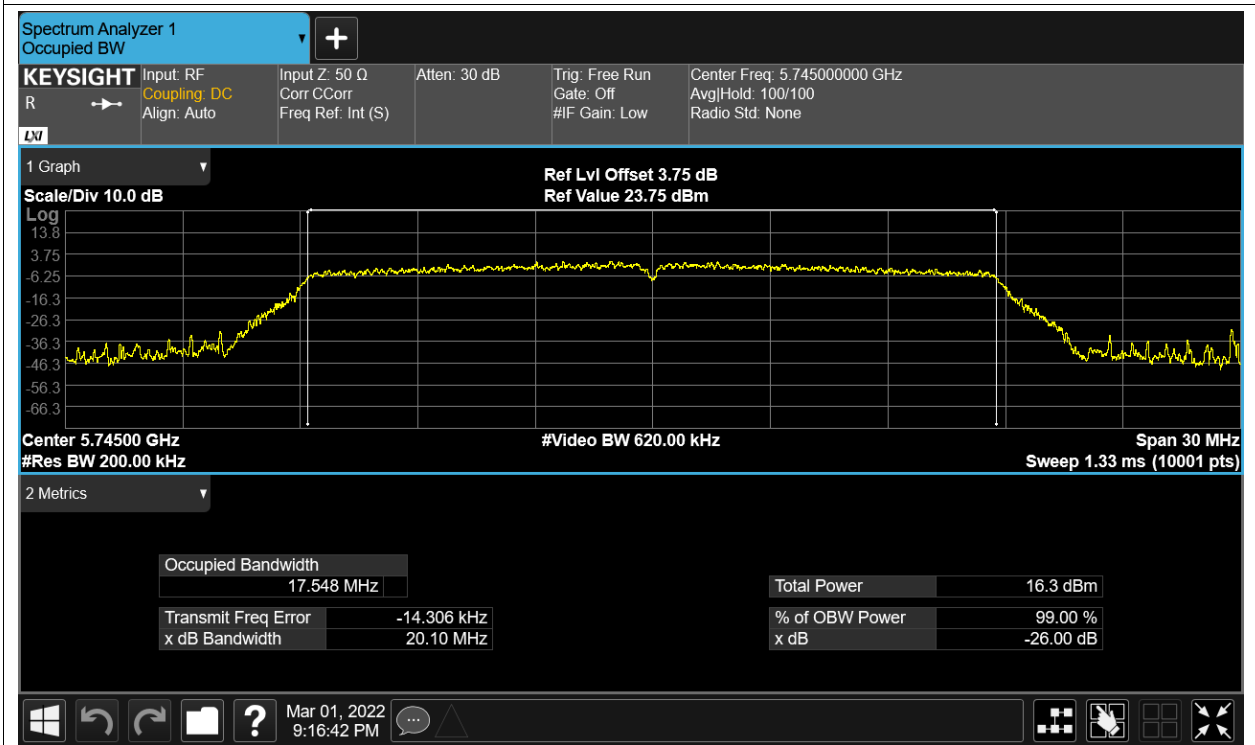 Spectrum Analyzer 1
Occupied BW
KEYSIGHT
R
LXI
Input: RF
Coupling: DC
Align: Auto
Input Z: 50 Ω
Corr CCorr
Freq Ref: Int (S)
Atten: 30 dB
Trig: Free Run
Gate: Off
#IF Gain: Low
Center Freq: 5.745000000 GHz
Avg|Hold: 100/100
Radio Std: None
1 Graph
Scale/Div 10.0 dB
Ref Lvl Offset 3.75 dB
Ref Value 23.75 dBm
Log
13.8
3.75
-6.25
-16.3
-26.3
-36.3
-46.3
-56.3
-66.3
Center 5.74500 GHz
#Video BW 620.00 kHz
Span 30 MHz
#Res BW 200.00 kHz
Sweep 1.33 ms (10001 pts)
2 Metrics
Occupied Bandwidth
17.548 MHz
Total Power 16.3 dBm
Transmit Freq Error -14.306 kHz
% of OBW Power 99.00 %
x dB Bandwidth 20.10 MHz
x dB -26.00 dB
?
Mar 01, 2022
9:16:42 PM